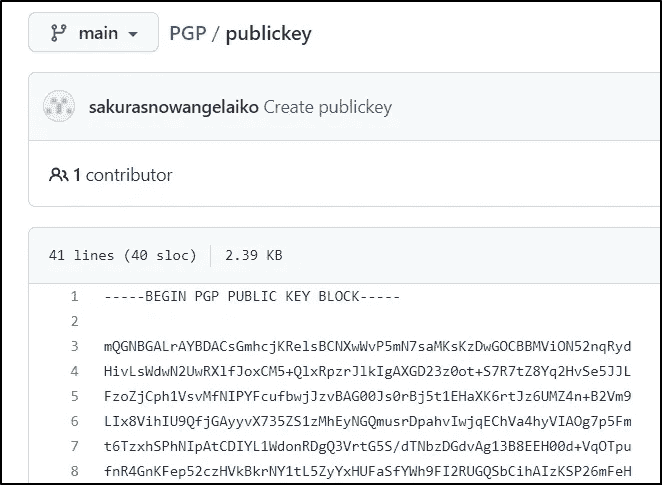 main PGP / publickey
sakurasnowangelaiko Create publickey
1 contributor
41 lines (40 sloc) 2.39 KB
1 -----BEGIN PGP PUBLIC KEY BLOCK-----
2
3 mQGNBGALrAYBDACsGmhcjKRelsBCNXwWvP5mN7saMKsKzDwGOCBBMViON52nqRyd
4 HivLsWdwN2UwRXlfJoxCM5+QlxRpzrJlkIgAXGD23z0ot+S7R7tZ8Yq2HvSe5JJL
5 FzoZjCph1VsvMfNIPYFcufbwjJzvBAG00Js0rBj5t1EHaXK6rtJz6UMZ4n+B2Vm9
6 LIx8VihIU9QfjGAyyvX735ZS1zMhEyNGQmusrDpahvIwjqEChVa4hyVIAOg7p5Fm
7 t6TzxhSPhNIpAtCDIYL1WdonRDgQ3VrtG5S/dTNbzDGdvAg13B8EEH00d+VqOTpu
8 fnR4GnKFep52czHVkBkrNY1tL5ZyYxHUFaSfYWh9FI2RUGQSbCihAIzKSP26mFeH